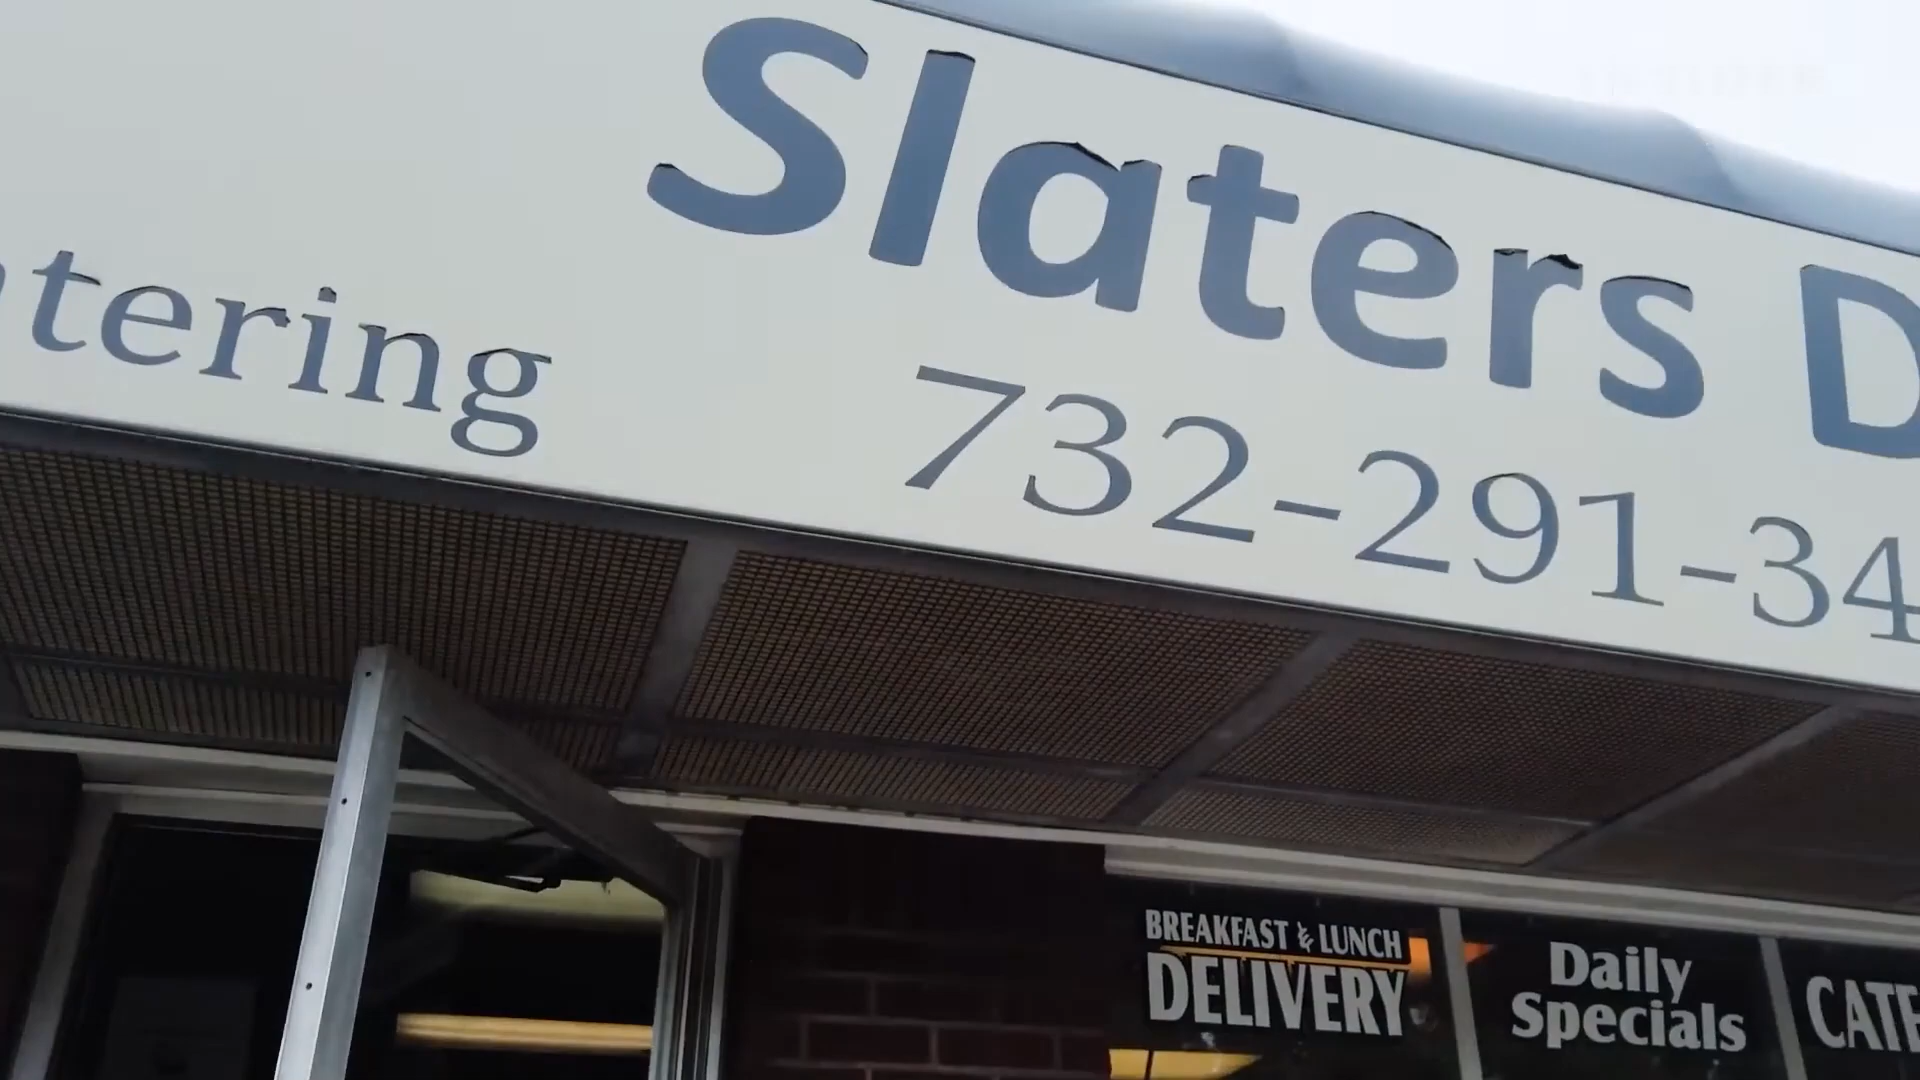 Slaters D
tering
732-291-34
BREAKFAST & LUNCH
DELIVERY
Daily
Specials
CATE